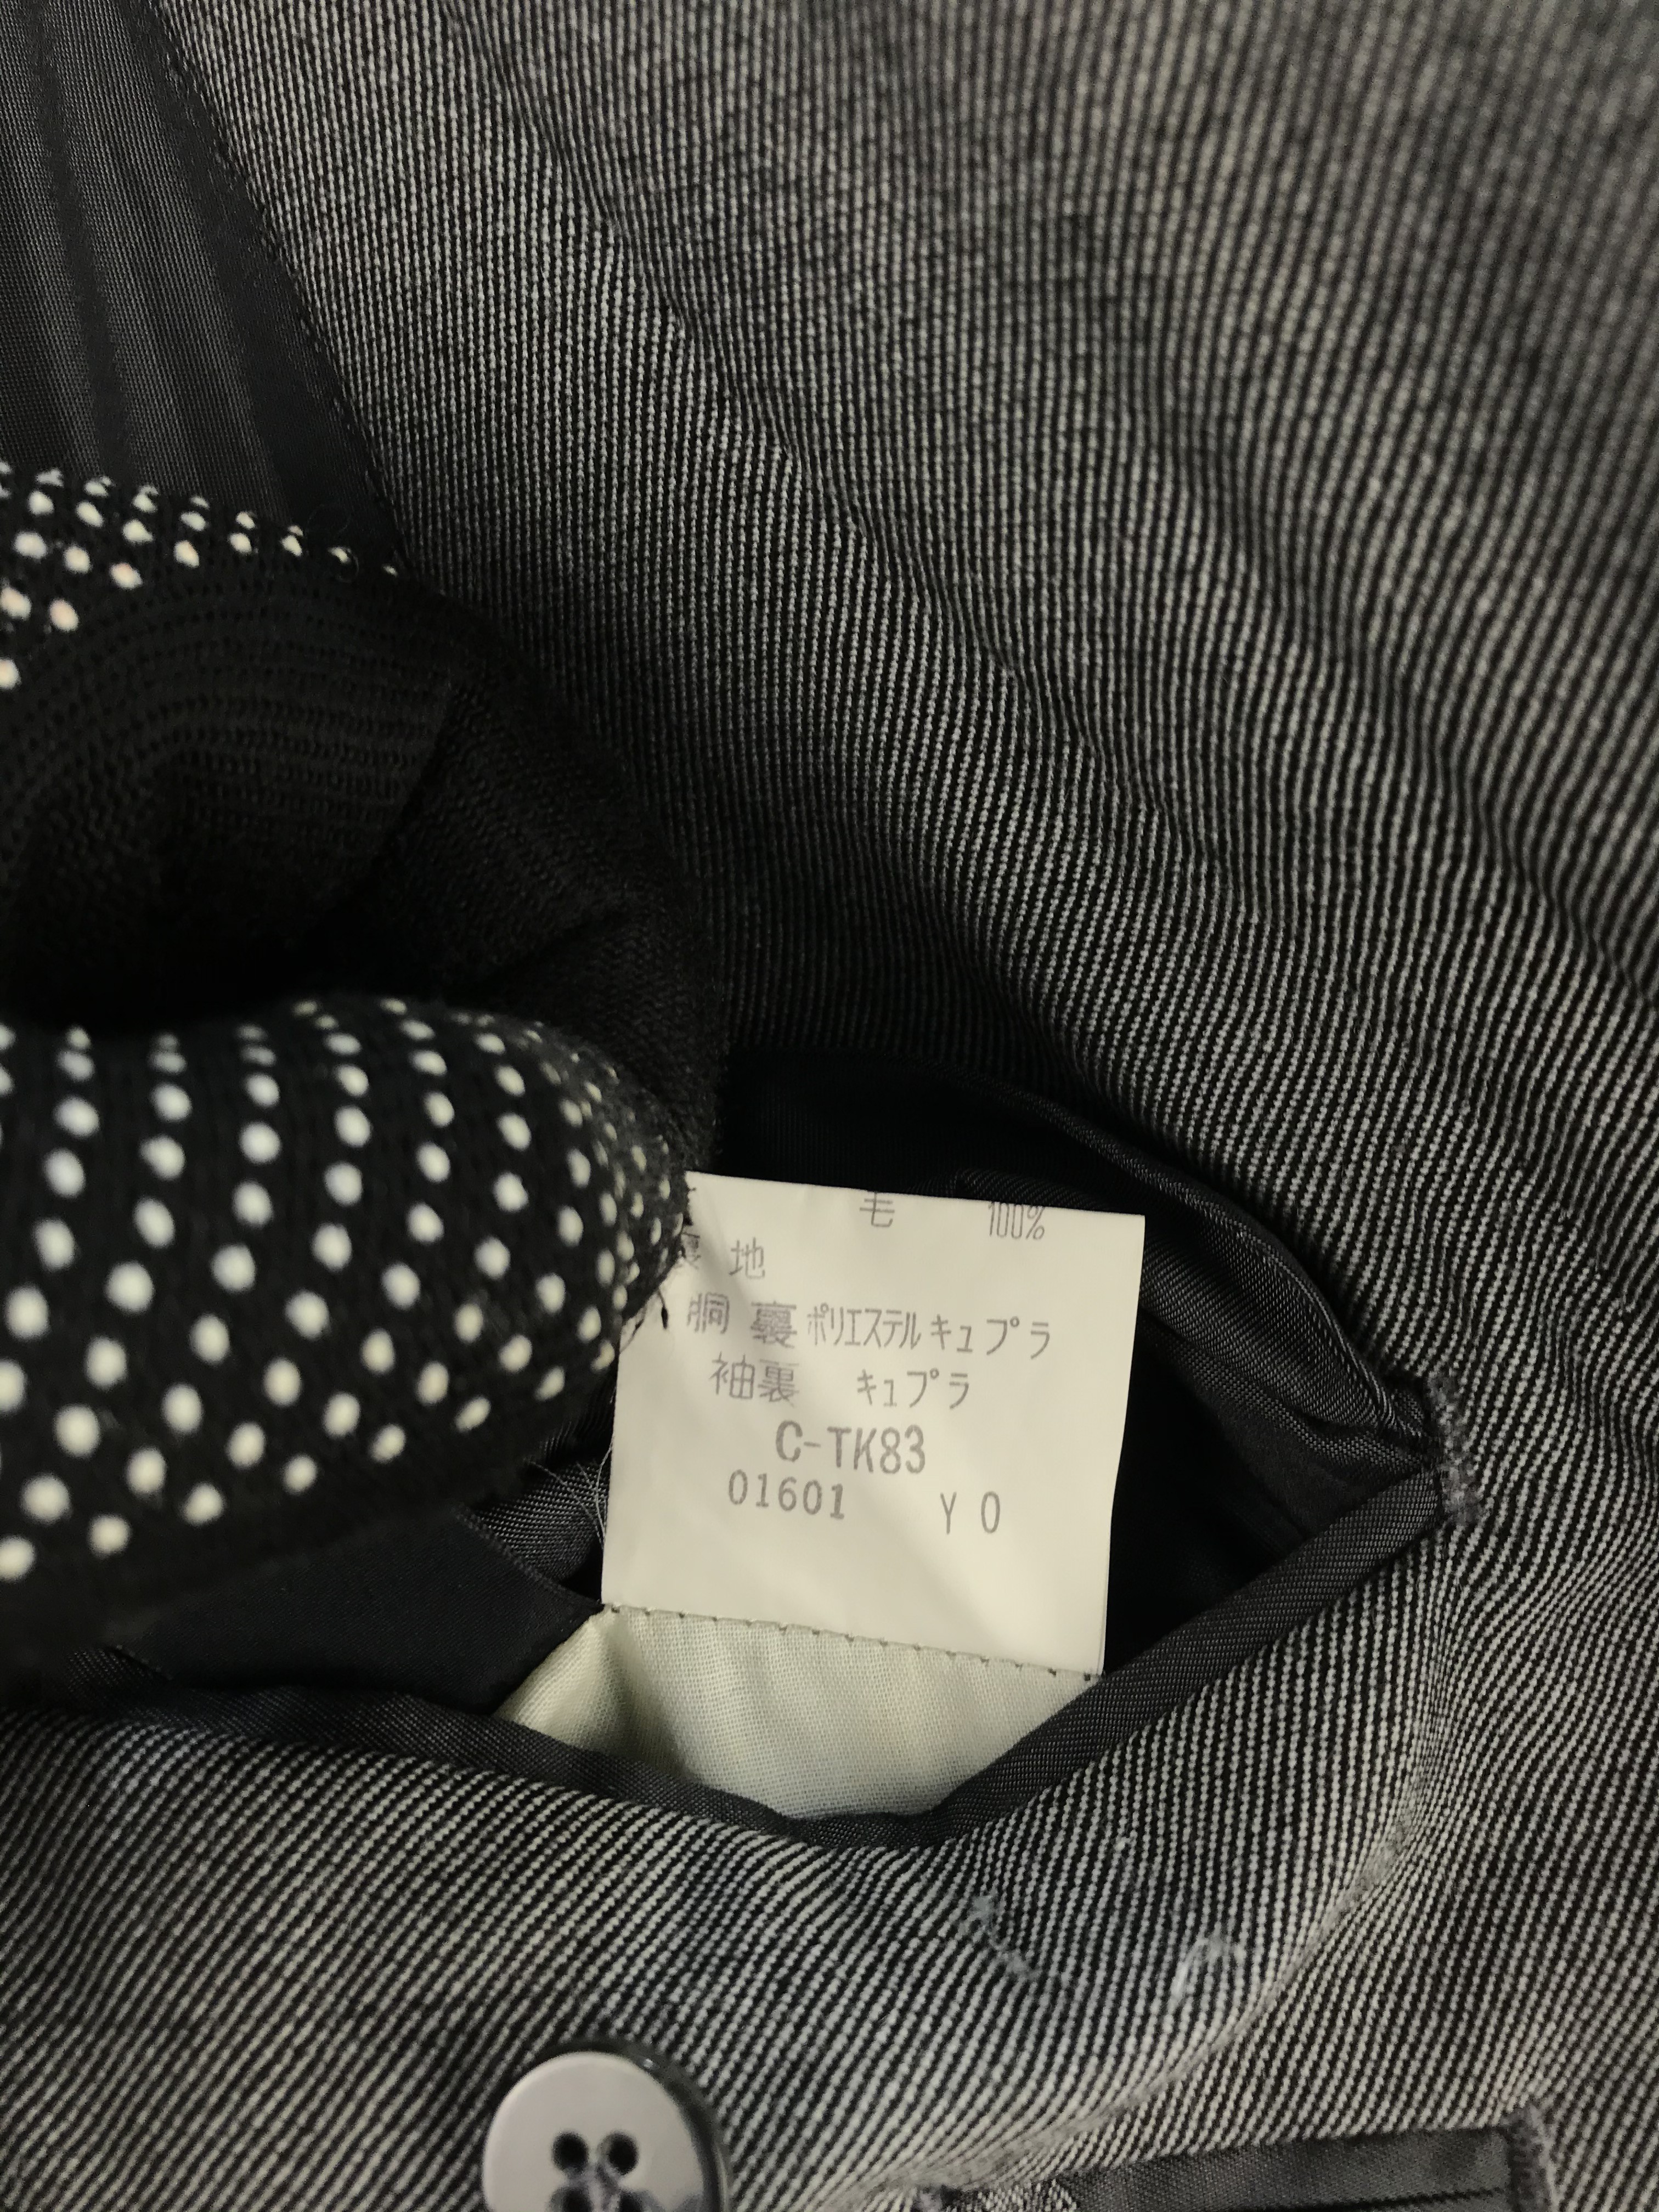 毛 100%
裏 地
胴 裏 ポリエステルキュプラ
袖裏 キュプラ
C-TK83
01601 Y 0